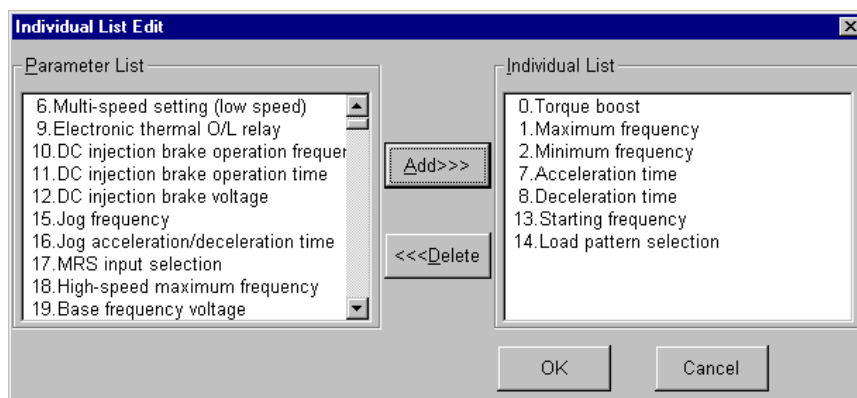 Individual List Edit
Parameter List
6.Multi-speed setting (low speed)
9.Electronic thermal O/L relay
10.DC injection brake operation frequer
11.DC injection brake operation time
12.DC injection brake voltage
15.Jog frequency
16.Jog acceleration/deceleration time
17.MRS input selection
18.High-speed maximum frequency
19.Base frequency voltage
Add>>>
<<<Delete
Individual List
0.Torque boost
1.Maximum frequency
2.Minimum frequency
7.Acceleration time
8.Deceleration time
13.Starting frequency
14.Load pattern selection
OK
Cancel